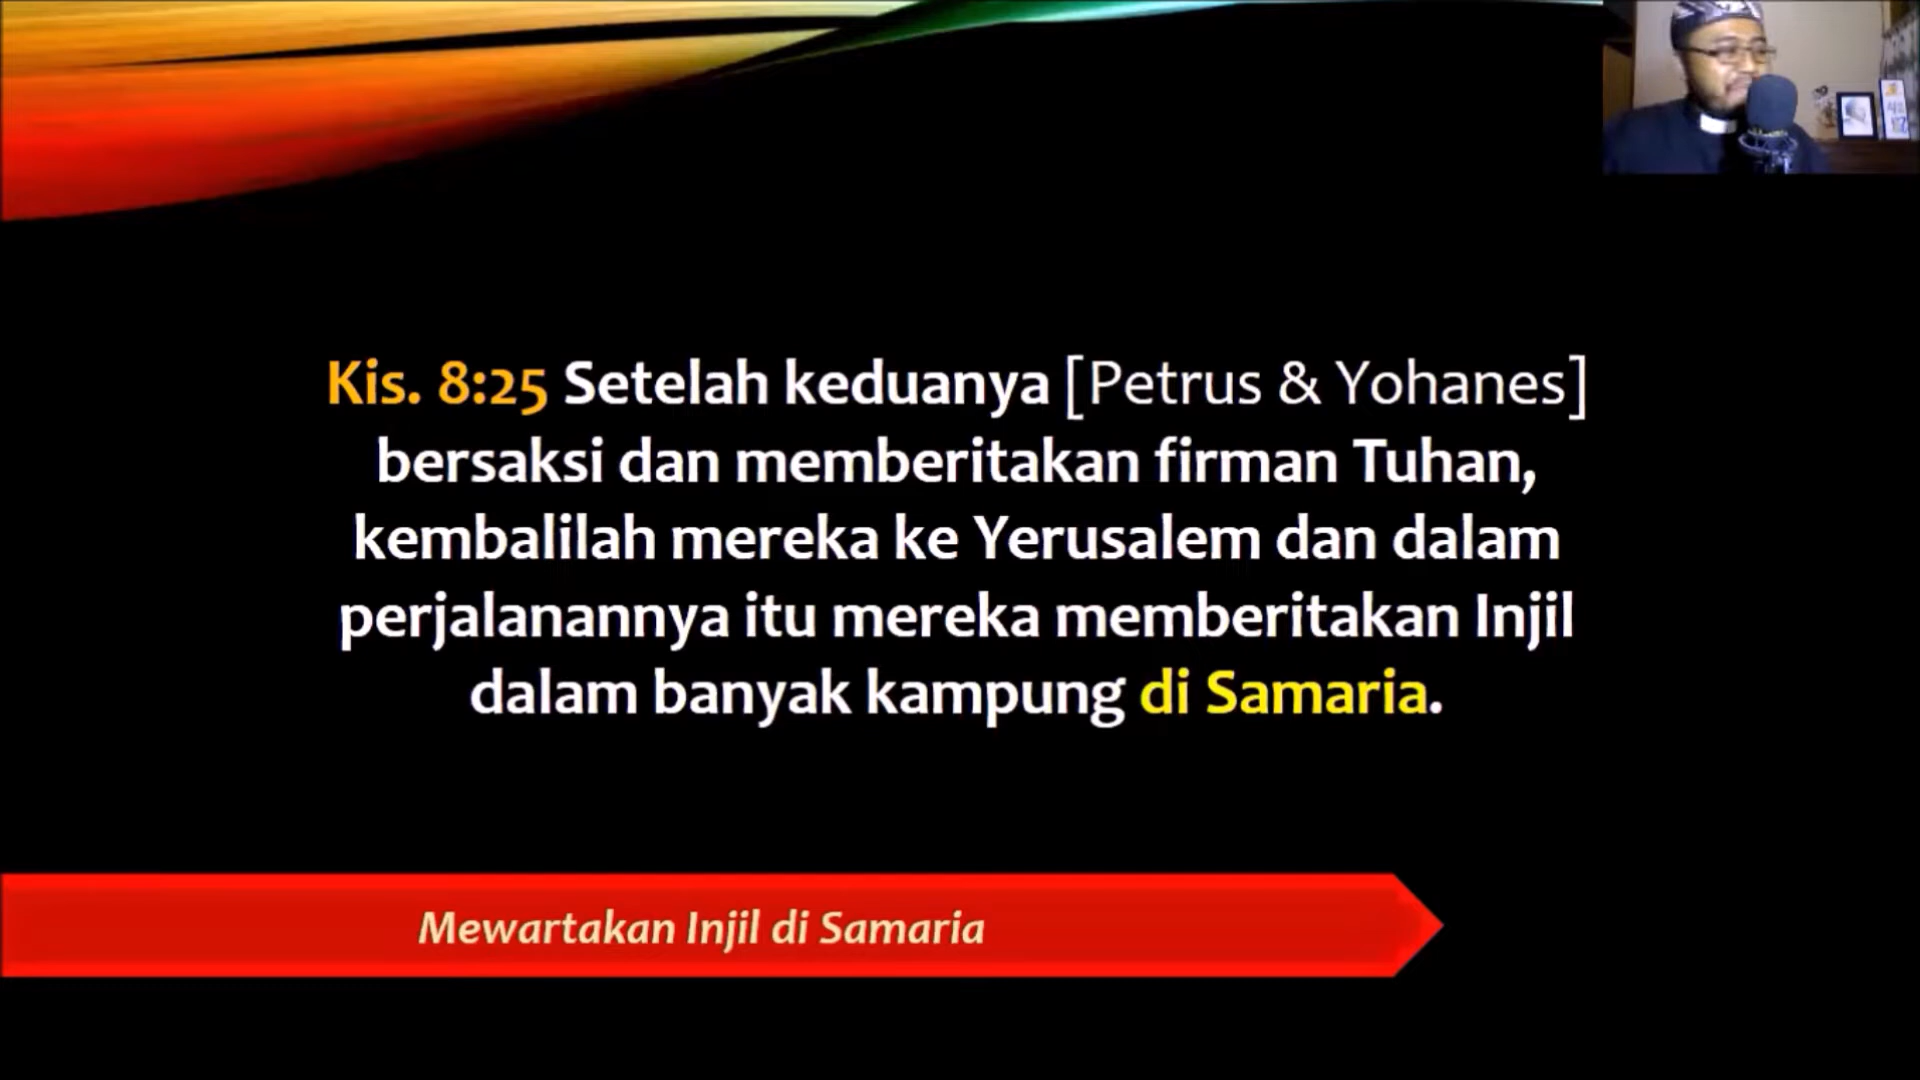 Kis. 8:25 Setelah keduanya [Petrus & Yohanes]
bersaksi dan memberitakan firman Tuhan,
kembalilah mereka ke Yerusalem dan dalam
perjalanannya itu mereka memberitakan Injil
dalam banyak kampung di Samaria.
Mewartakan Injil di Samaria